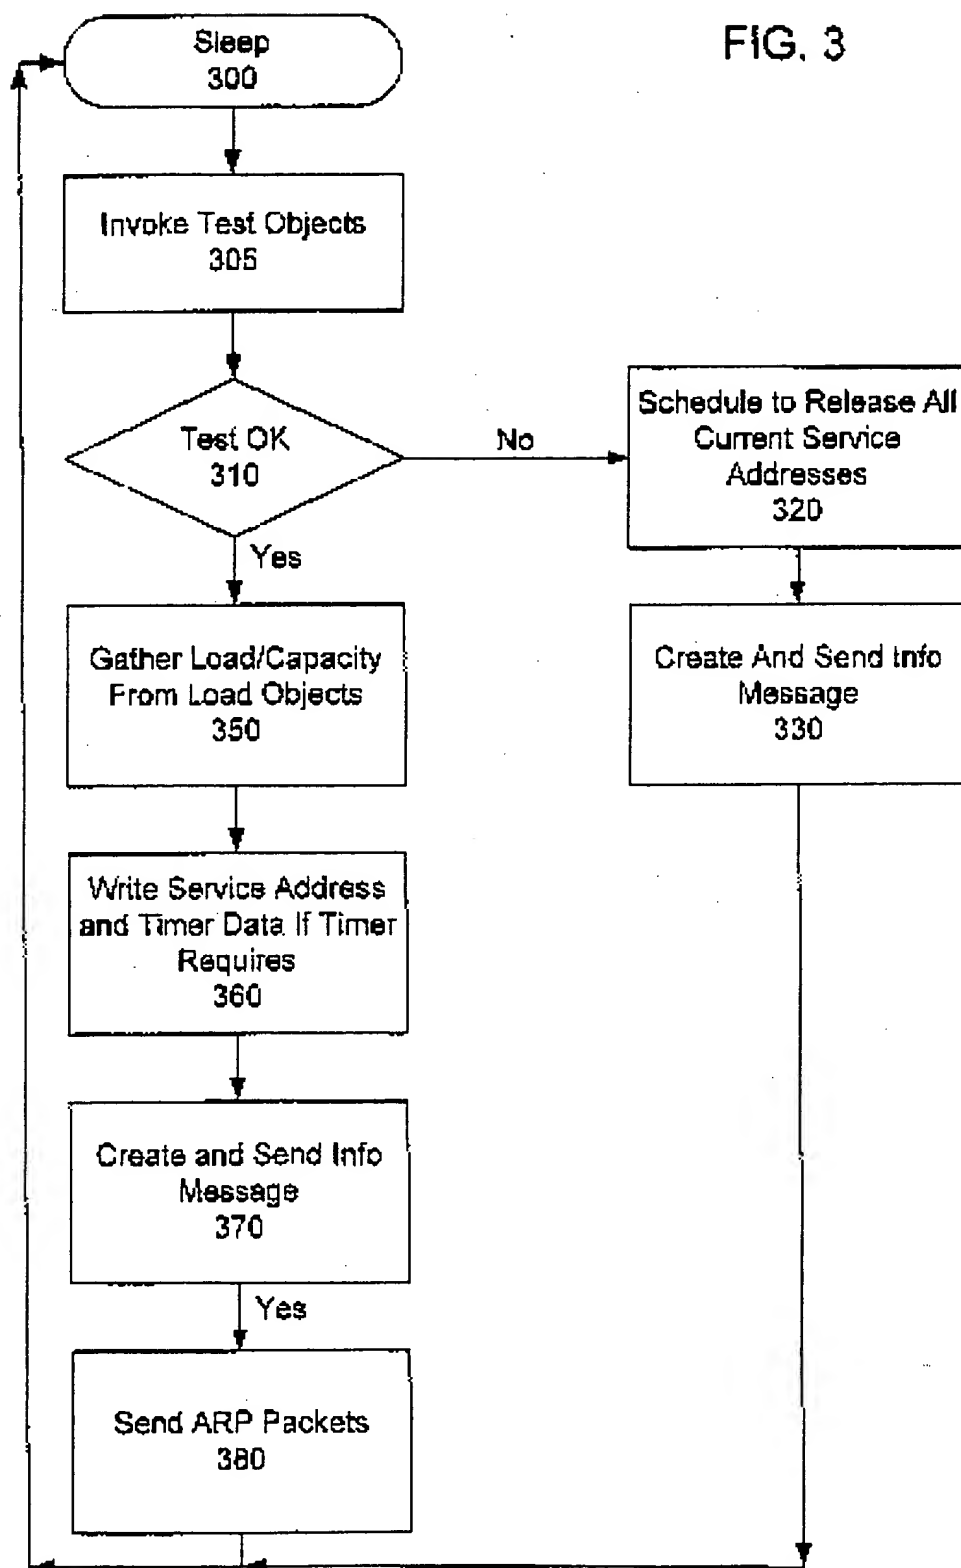 FIG. 3
Sleep
300
Invoke Test Objects
305
Test OK
310
No
Yes
Schedule to Release All
Current Service
Addresses
320
Create And Send Info
Message
330
Gather Load/Capacity
From Load Objects
350
Write Service Address
and Timer Data If Timer
Requires
360
Create and Send Info
Message
370
Yes
Send ARP Packets
380